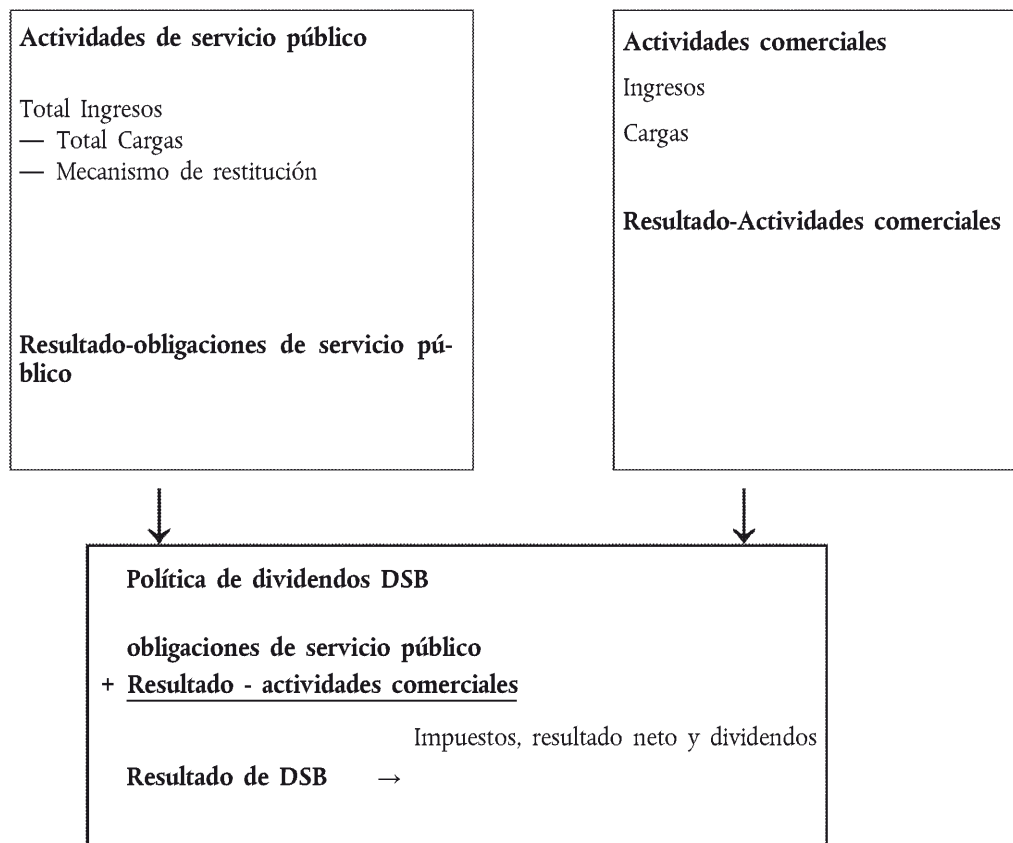 Actividades de servicio público
Total Ingresos
— Total Cargas
— Mecanismo de restitución
Resultado-obligaciones de servicio pú-
blico
Actividades comerciales
Ingresos
Cargas
Resultado-Actividades comerciales
Política de dividendos DSB
obligaciones de servicio público
+ Resultado - actividades comerciales
Impuestos, resultado neto y dividendos
Resultado de DSB →